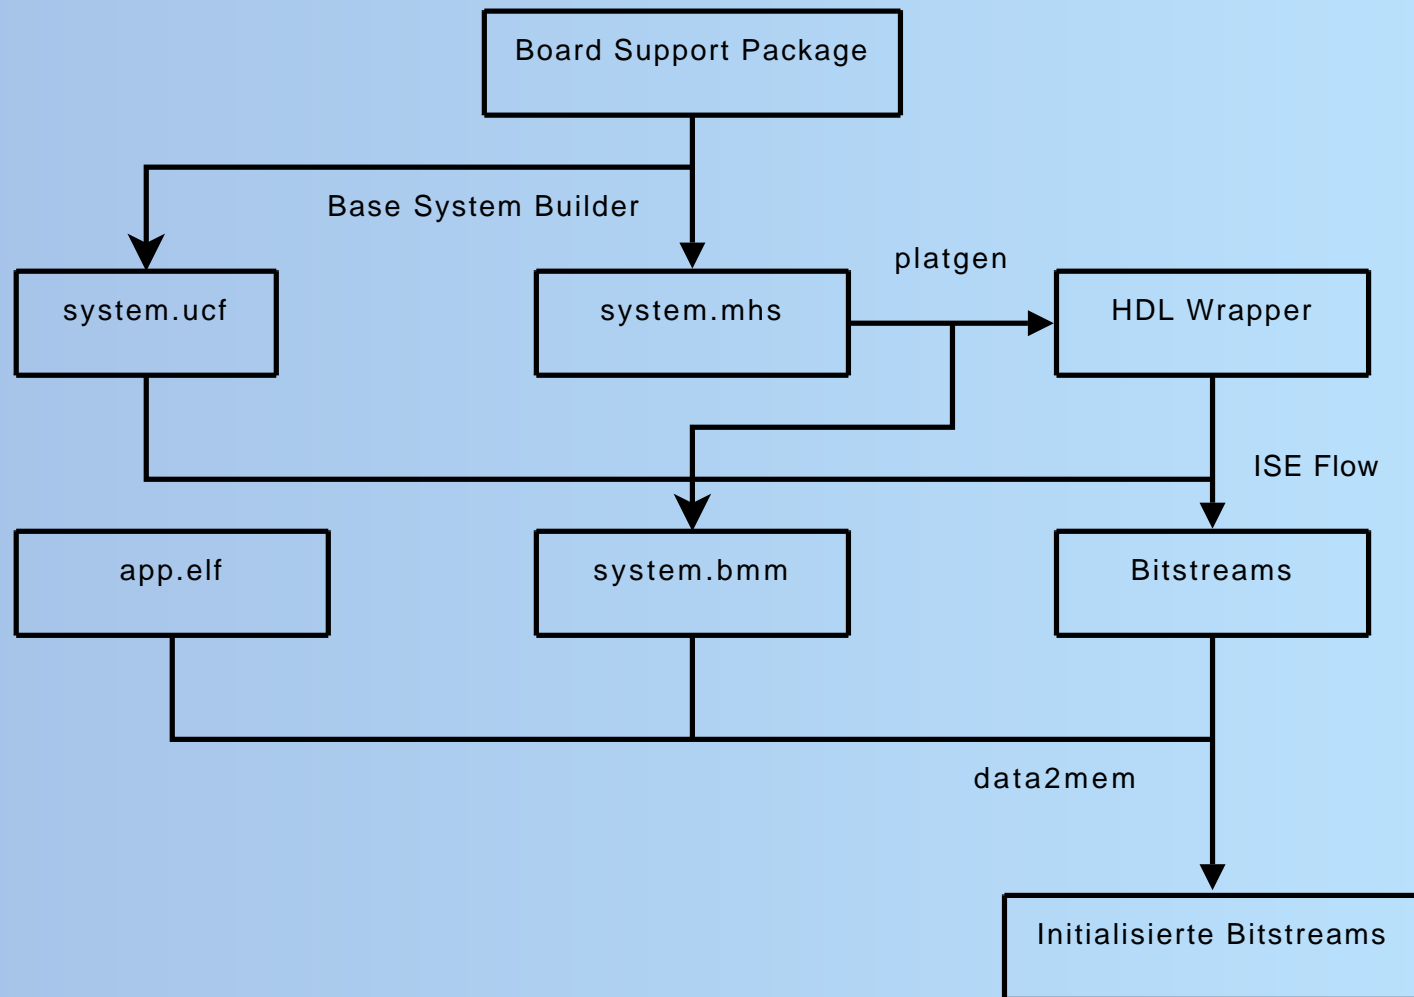 Board Support Package
Base System Builder
platgen
system.ucf
system.mhs
HDL Wrapper
ISE Flow
app.elf
system.bmm
Bitstreams
data2mem
Initialisierte Bitstreams